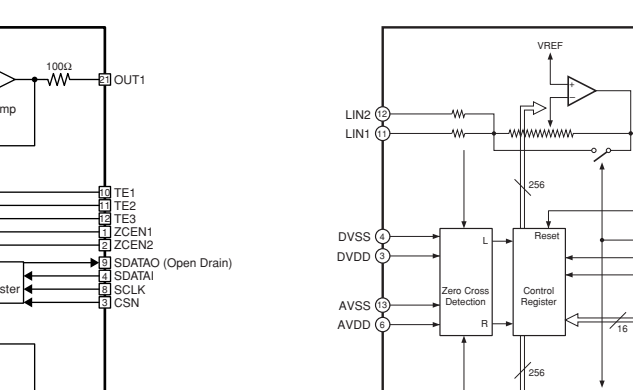 100Ω
21 OUT1
mp
10 TE1
11 TE2
12 TE3
1 ZCEN1
2 ZCEN2
9 SDATAO (Open Drain)
4 SDATAI
ster
8 SCLK
3 CSN
VREF
+
−
LIN2 12
LIN1 11
256
DVSS 4
DVDD 3
L
Reset
Zero Cross
Detection
Control
Register
AVSS 13
AVDD 6
R
16
256